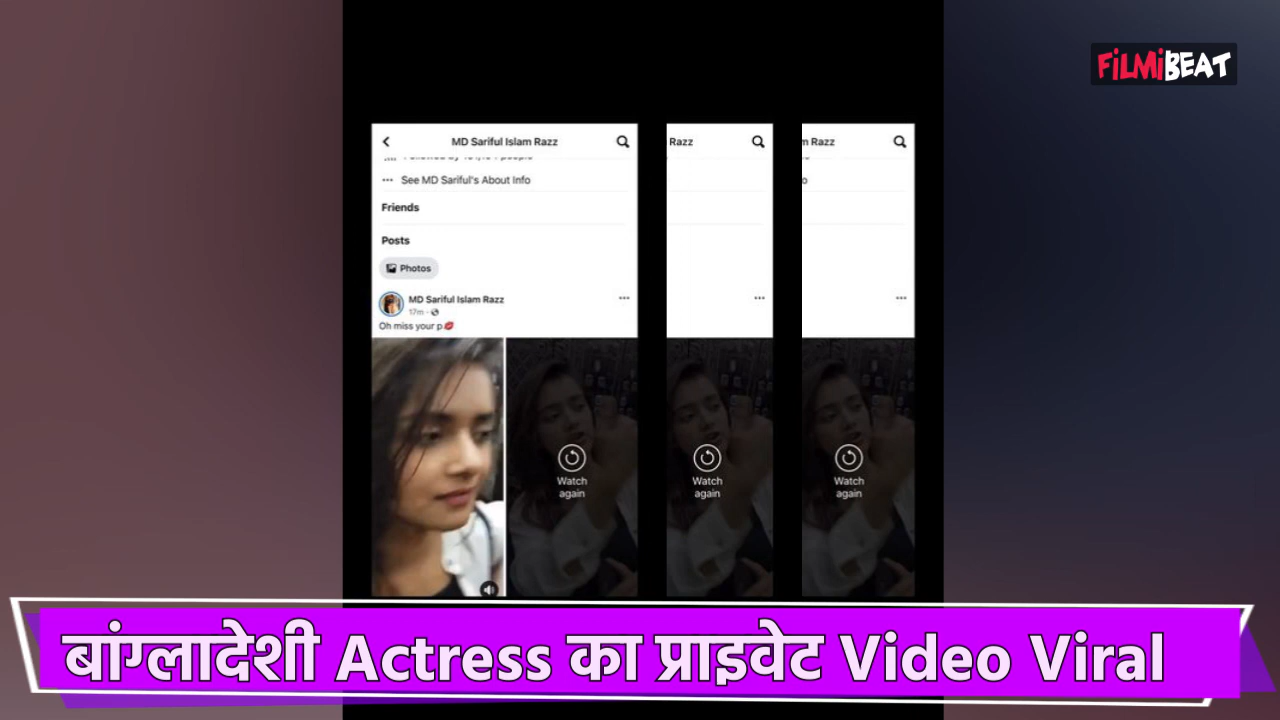 FiLMiBEAT
MD Sariful Islam Razz
Razz
m Razz
See MD Sariful's About Info
o
Friends
Posts
Photos
MD Sariful Islam Razz
17m
Oh miss your p
Watch again
Watch again
Watch again
बांग्लादेशी Actress का प्राइवेट Video Viral